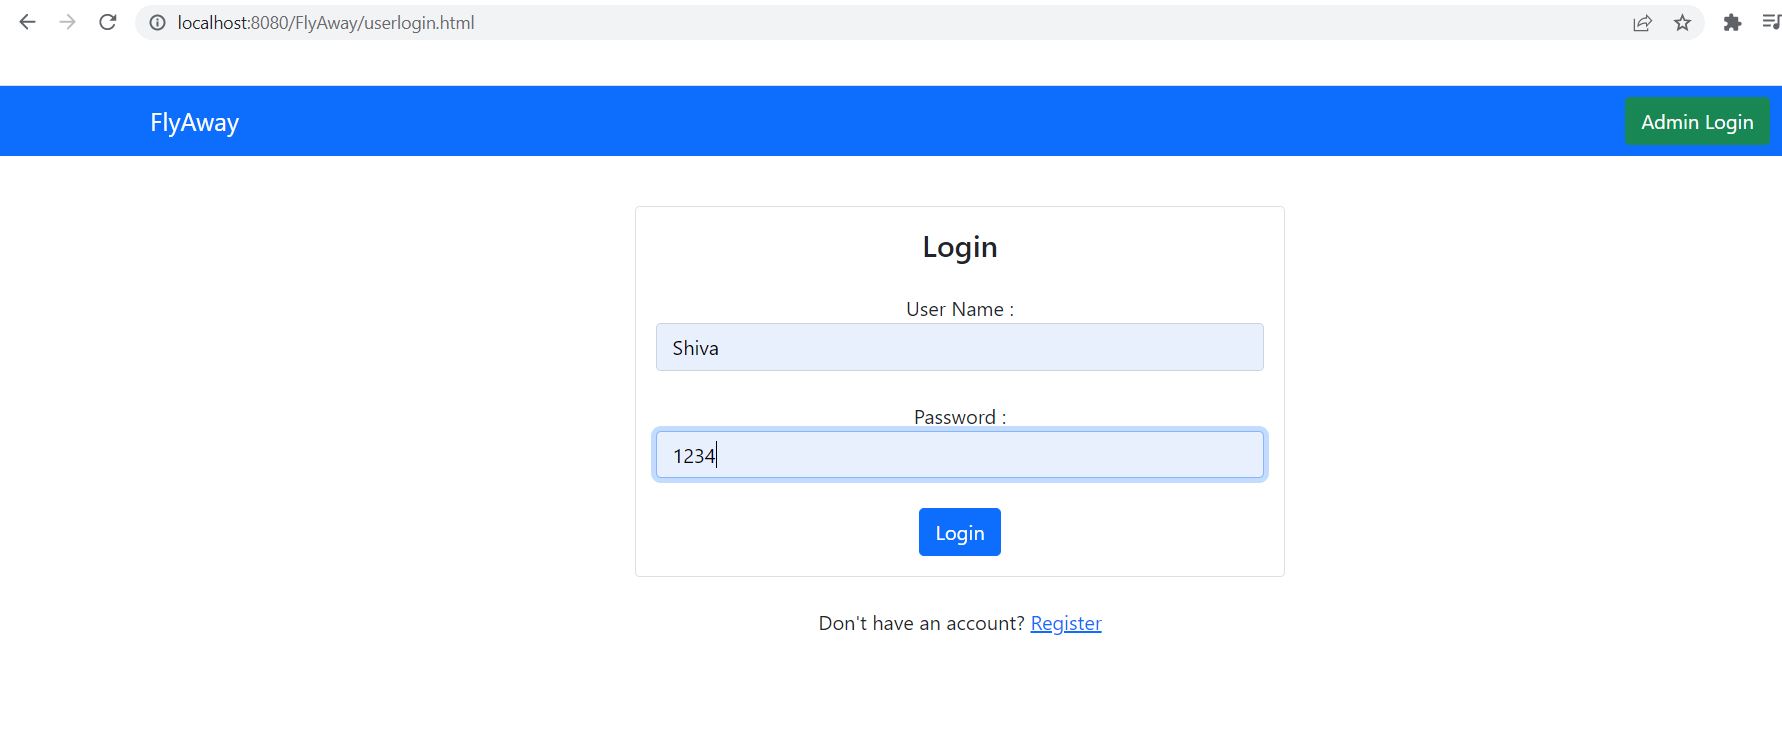 localhost:8080/FlyAway/userlogin.html
FlyAway
Admin Login
Login
User Name :
Shiva
Password :
1234
Login
Don't have an account? Register